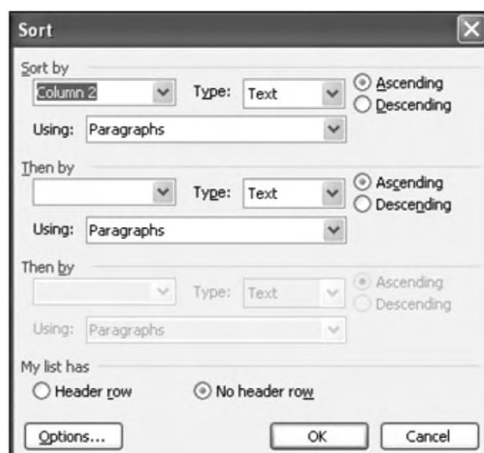 Sort
Sort by
Column 2 Type: Text Ascending
Descending
Using: Paragraphs
Then by
Type: Text Ascending
Descending
Using: Paragraphs
Then by
Type: Text Ascending
Descending
Using: Paragraphs
My list has
Header row No header row
Options... OK Cancel